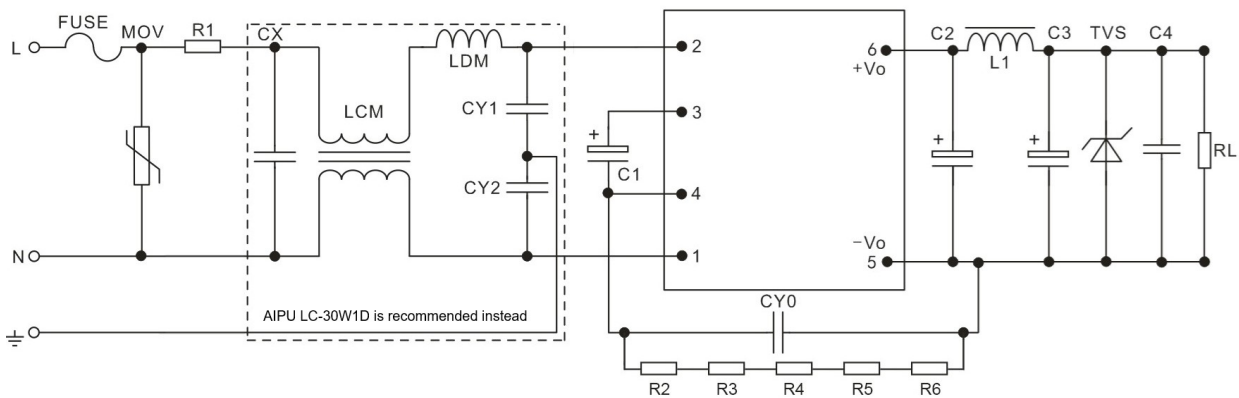 FUSE MOV R1 CX
L
LDM
LCM
CY1
CY2
N
AIPU LC-30W1D is recommended instead
2
3
+
C1
4
1
6
+Vo
−Vo
5
C2 L1 C3 TVS C4
+
+
RL
CY0
R2 R3 R4 R5 R6